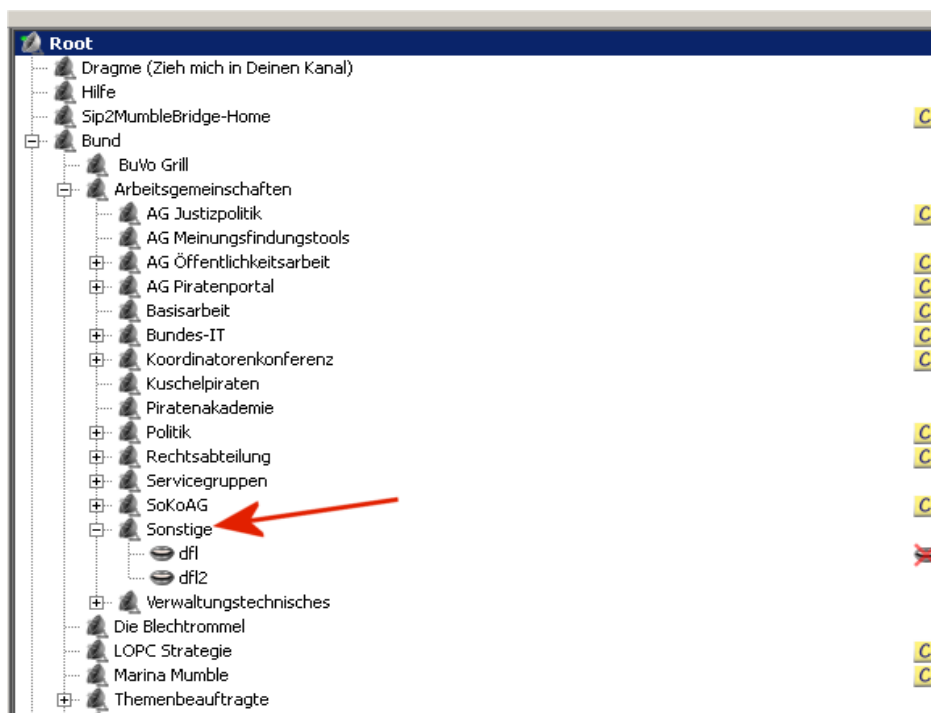 Root
Dragme (Zieh mich in Deinen Kanal)
Hilfe
Sip2MumbleBridge-Home C
Bund
BuVo Grill
Arbeitsgemeinschaften
AG Justizpolitik C
AG Meinungsfindungstools
AG Öffentlichkeitsarbeit C
AG Piratenportal C
Basisarbeit C
Bundes-IT C
Koordinatorenkonferenz C
Kuschelpiraten
Piratenakademie
Politik C
Rechtsabteilung C
Servicegruppen
SoKoAG C
Sonstige
dfl
dfl2
Verwaltungstechnisches
Die Blechtrommel
LOPC Strategie C
Marina Mumble C
Themenbeauftragte